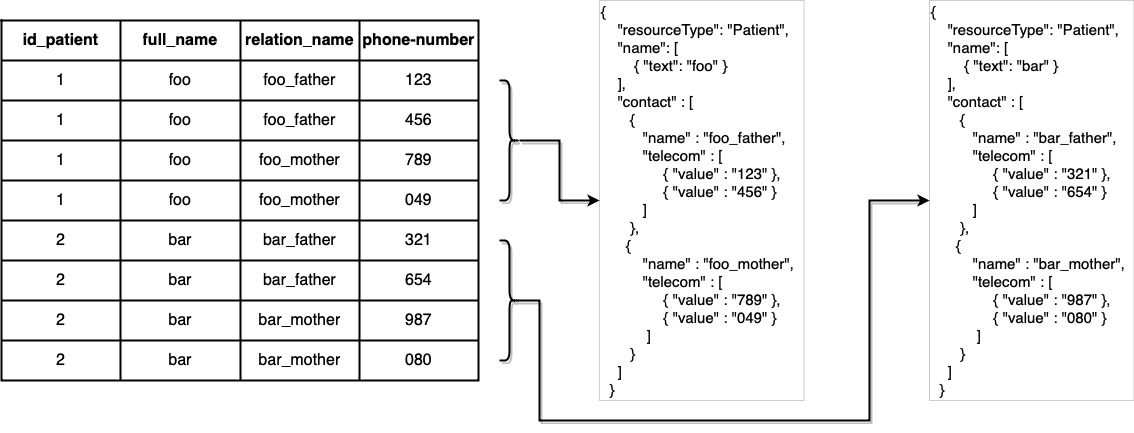 id_patient full_name relation_name phone-number
1 foo foo_father 123
1 foo foo_father 456
1 foo foo_mother 789
1 foo foo_mother 049
2 bar bar_father 321
2 bar bar_father 654
2 bar bar_mother 987
2 bar bar_mother 080
{
"resourceType": "Patient",
"name": [
{ "text": "foo" }
],
"contact" : [
{
"name" : "foo_father",
"telecom" : [
{ "value" : "123" },
{ "value" : "456" }
]
},
{
"name" : "foo_mother",
"telecom" : [
{ "value" : "789" },
{ "value" : "049" }
]
}
]
}
{
"resourceType": "Patient",
"name": [
{ "text": "bar" }
],
"contact" : [
{
"name" : "bar_father",
"telecom" : [
{ "value" : "321" },
{ "value" : "654" }
]
},
{
"name" : "bar_mother",
"telecom" : [
{ "value" : "987" },
{ "value" : "080" }
]
}
]
}